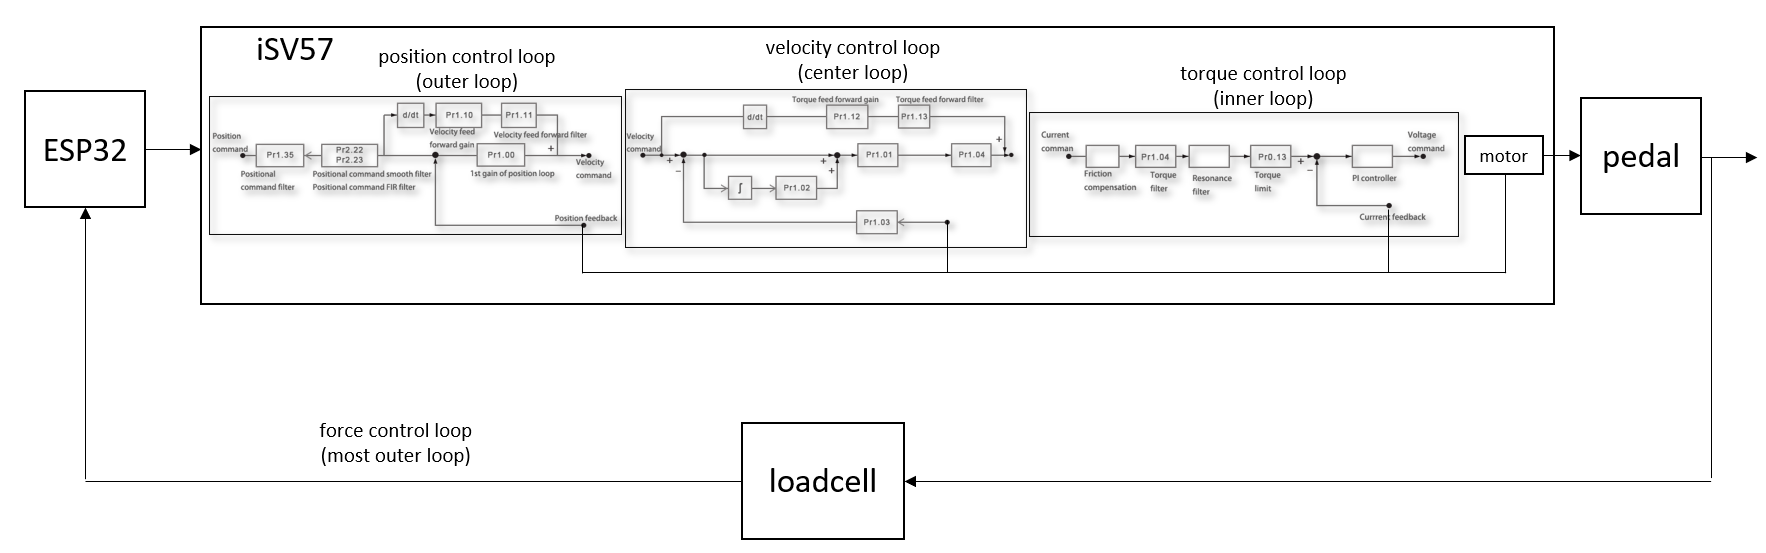 iSV57
ESP32
position control loop
(outer loop)
d/dt
Pr1.10
Pr1.11
Position
command
Velocity feed
forward gain
Velocity feed forward filter
Pr1.35
Pr2.22
Pr2.23
Pr1.00
+
Velocity
command
Positional
command filter
Positional command smooth filter
Positional command FIR filter
1st gain of position loop
Position feedback
velocity control loop
(center loop)
Torque feed forward gain
Torque feed forward filter
d/dt
Pr1.12
Pr1.13
Velocity
command
+
+
−
+
+
Pr1.01
Pr1.04
∫
Pr1.02
Pr1.03
torque control loop
(inner loop)
Current
comman
Voltage
command
Pr1.04
Pr0.13
+
−
Friction
compensation
Torque
filter
Resonance
filter
Torque
limit
PI controller
Currrent feedback
motor
pedal
force control loop
(most outer loop)
loadcell